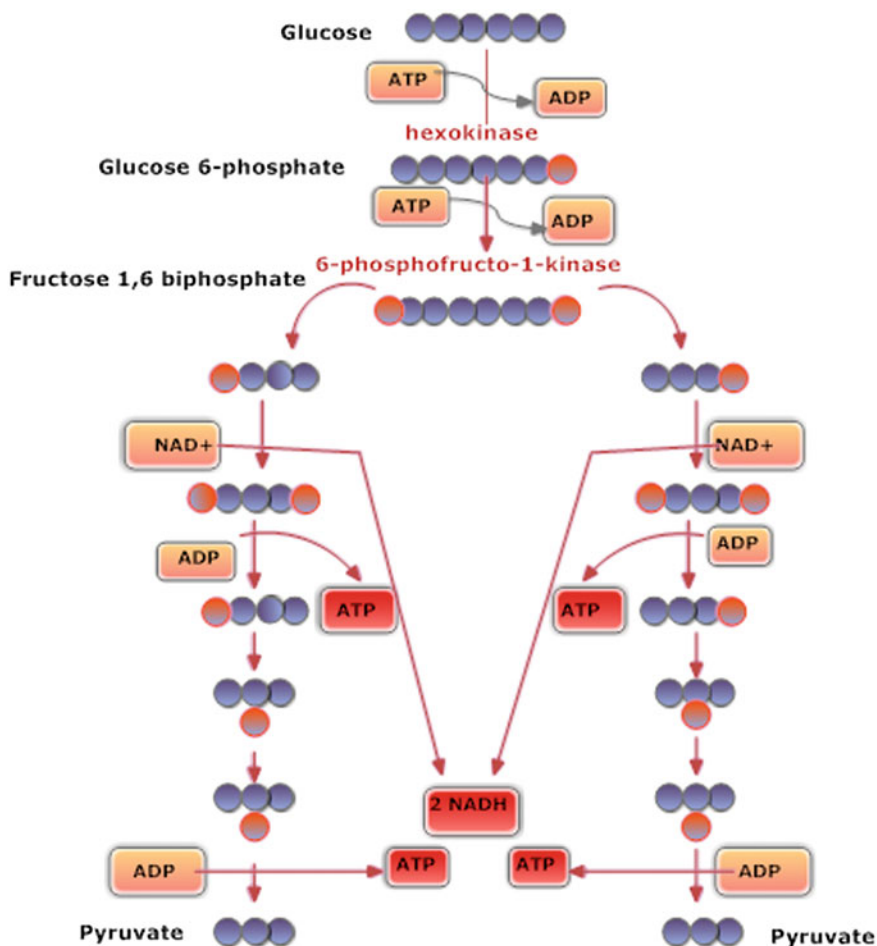 Glucose
ATP
ADP
hexokinase
Glucose 6-phosphate
ATP
ADP
6-phosphofructo-1-kinase
Fructose 1,6 biphosphate
NAD+
NAD+
ADP
ADP
ATP
ATP
2 NADH
ADP
ATP
ATP
ADP
Pyruvate
Pyruvate